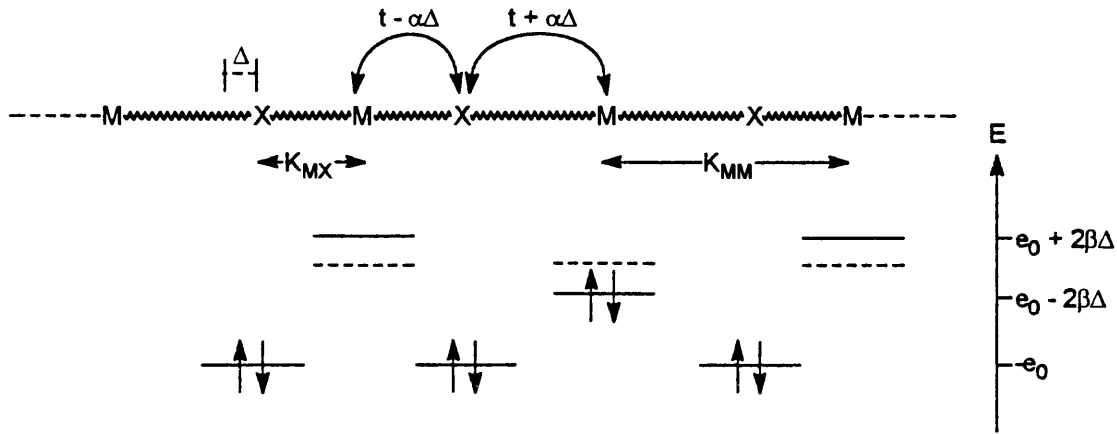 t - αΔ
t + αΔ
Δ
M X M X M X M
K_MX
K_MM
E
e₀ + 2βΔ
e₀ - 2βΔ
-e₀